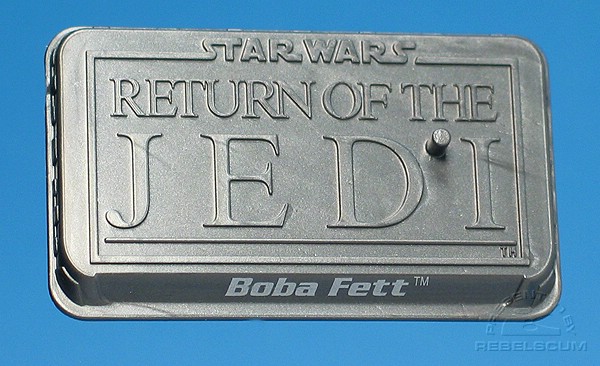 STAR WARS
RETURN OF THE
JEDI
TM
Boba Fett™
REBELSCUM